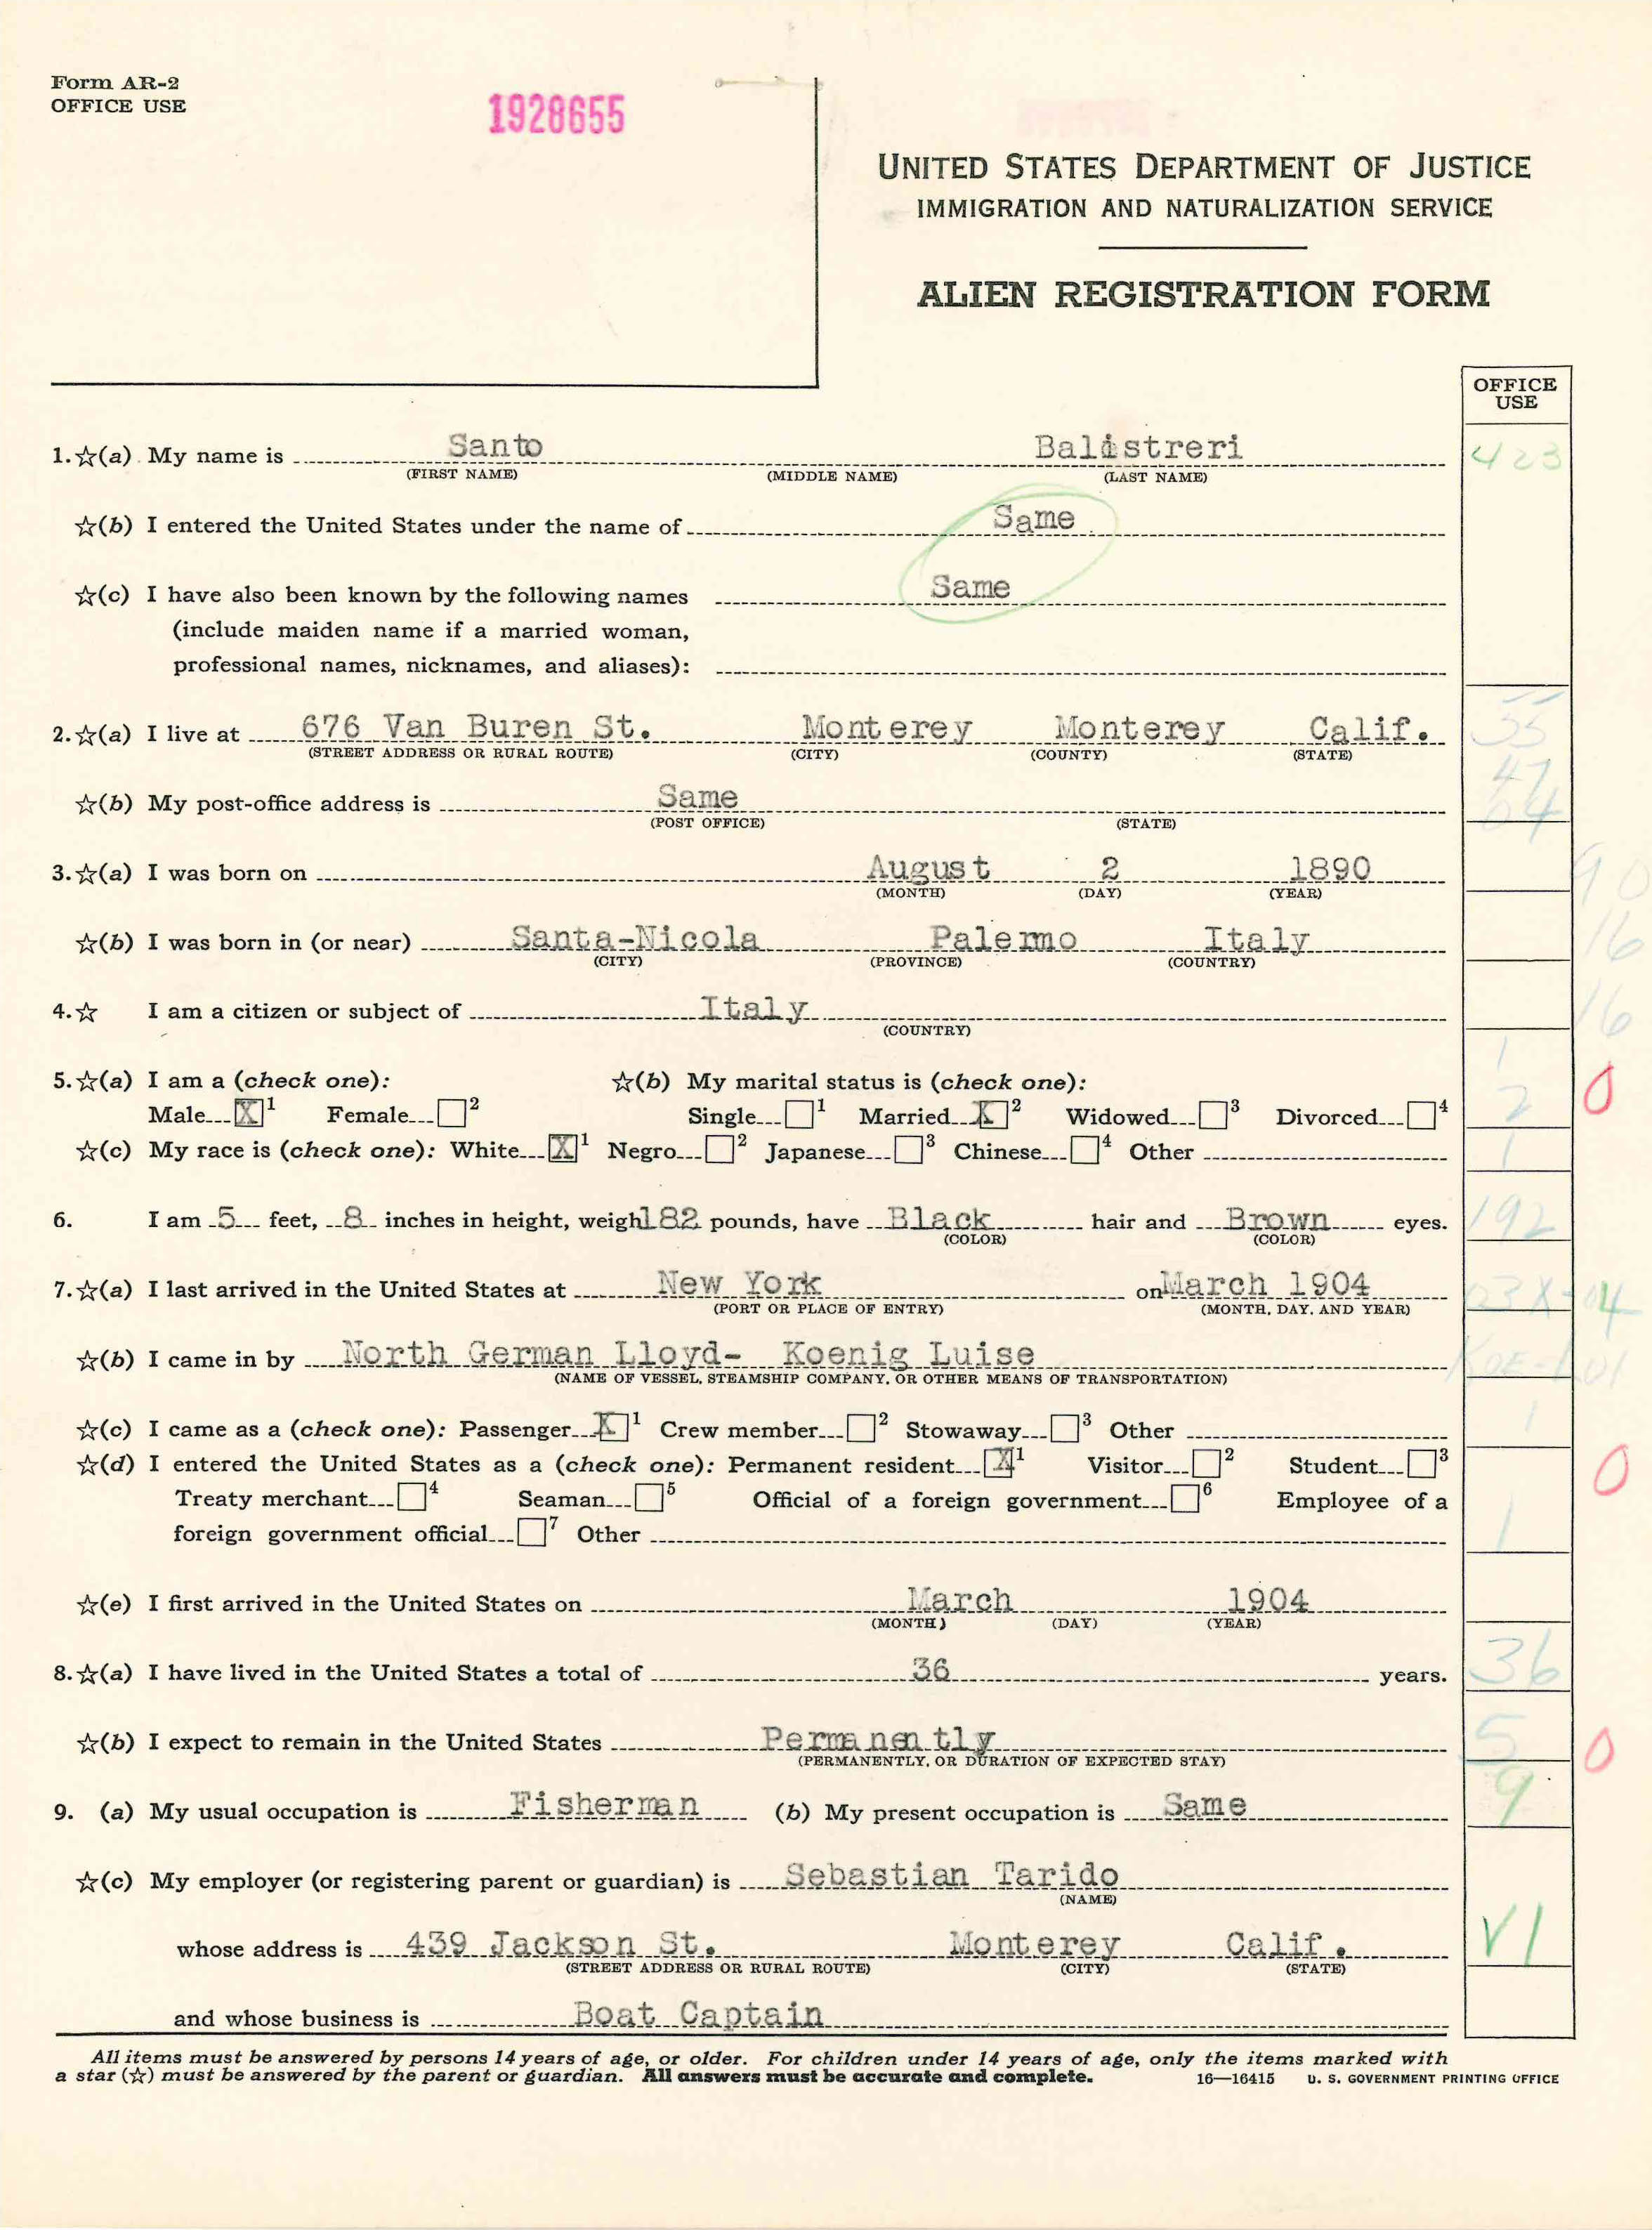 Form AR-2
OFFICE USE
1928655
UNITED STATES DEPARTMENT OF JUSTICE
IMMIGRATION AND NATURALIZATION SERVICE
ALIEN REGISTRATION FORM
OFFICE USE
1. ☆(a) My name is Santo Balistreri 423
(FIRST NAME) (MIDDLE NAME) (LAST NAME)
☆(b) I entered the United States under the name of Same
☆(c) I have also been known by the following names Same
(include maiden name if a married woman,
professional names, nicknames, and aliases):
2. ☆(a) I live at 676 Van Buren St. Monterey Monterey Calif. 55
(STREET ADDRESS OR RURAL ROUTE) (CITY) (COUNTY) (STATE)
47
☆(b) My post-office address is Same 64
(POST OFFICE) (STATE)
3. ☆(a) I was born on August 2 1890 90
(MONTH) (DAY) (YEAR)
☆(b) I was born in (or near) Santa-Nicola Palermo Italy 16
(CITY) (PROVINCE) (COUNTRY)
4. ☆ I am a citizen or subject of Italy 16
(COUNTRY)
5. ☆(a) I am a (check one): ☆(b) My marital status is (check one): 1
Male X 1 Female 2 Single 1 Married X 2 Widowed 3 Divorced 4 2 0
☆(c) My race is (check one): White X 1 Negro 2 Japanese 3 Chinese 4 Other 1
6. I am 5 feet, 8 inches in height, weigh 182 pounds, have Black hair and Brown eyes. 192
(COLOR) (COLOR)
7. ☆(a) I last arrived in the United States at New York on March 1904 03X-04
(PORT OR PLACE OF ENTRY) (MONTH, DAY, AND YEAR)
☆(b) I came in by North German Lloyd- Koenig Luise
(NAME OF VESSEL, STEAMSHIP COMPANY, OR OTHER MEANS OF TRANSPORTATION)
☆(c) I came as a (check one): Passenger X 1 Crew member 2 Stowaway 3 Other 1
☆(d) I entered the United States as a (check one): Permanent resident X 1 Visitor 2 Student 3 0
Treaty merchant 4 Seaman 5 Official of a foreign government 6 Employee of a
foreign government official 7 Other 1
☆(e) I first arrived in the United States on March 1904
(MONTH) (DAY) (YEAR)
8. ☆(a) I have lived in the United States a total of 36 years. 36
☆(b) I expect to remain in the United States Permanently 5 0
(PERMANENTLY, OR DURATION OF EXPECTED STAY)
9. (a) My usual occupation is Fisherman (b) My present occupation is Same 9
☆(c) My employer (or registering parent or guardian) is Sebastian Tarido
(NAME)
whose address is 439 Jackson St. Monterey Calif. V1
(STREET ADDRESS OR RURAL ROUTE) (CITY) (STATE)
and whose business is Boat Captain
All items must be answered by persons 14 years of age, or older. For children under 14 years of age, only the items marked with
a star (☆) must be answered by the parent or guardian. All answers must be accurate and complete. 16—16415 U. S. GOVERNMENT PRINTING OFFICE